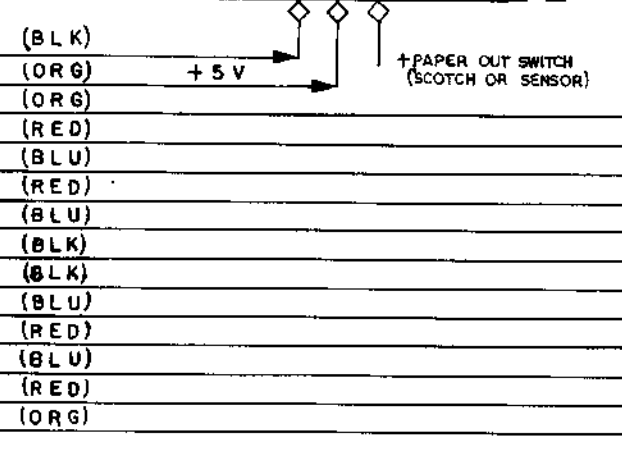 (BLK)
(ORG) +5V
+PAPER OUT SWITCH
(SCOTCH OR SENSOR)
(ORG)
(RED)
(BLU)
(RED)
(BLU)
(BLK)
(BLK)
(BLU)
(RED)
(BLU)
(RED)
(ORG)